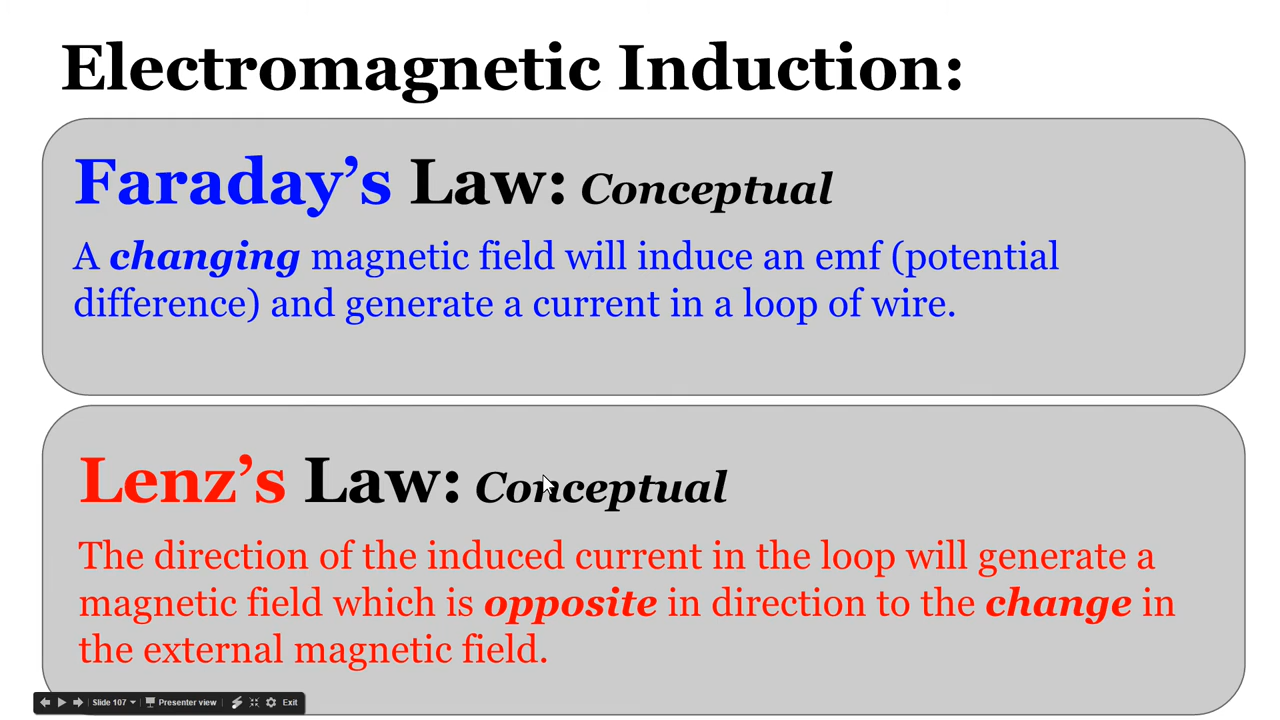 Electromagnetic Induction:
Faraday’s Law: Conceptual
A changing magnetic field will induce an emf (potential
difference) and generate a current in a loop of wire.
Lenz’s Law: Conceptual
The direction of the induced current in the loop will generate a
magnetic field which is opposite in direction to the change in
the external magnetic field.
Slide 107 Presenter view Exit